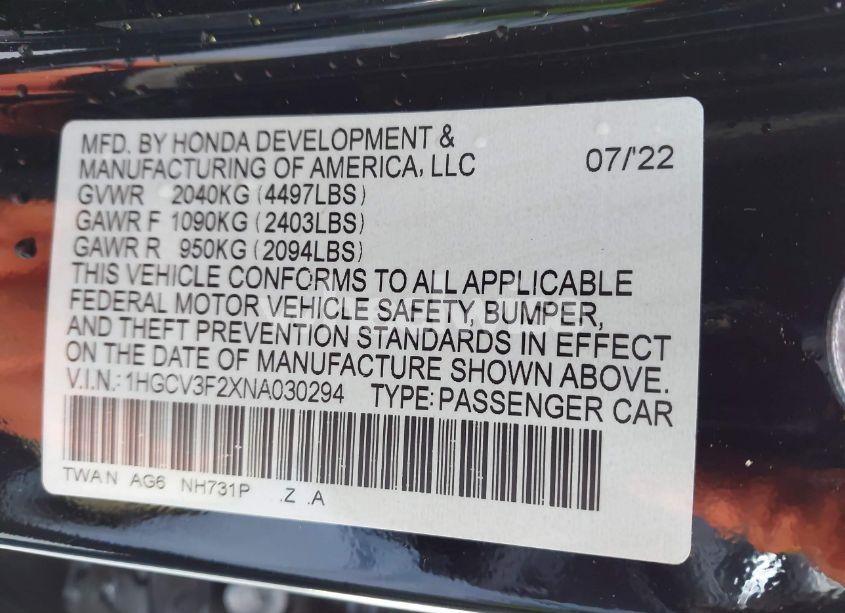 MFD. BY HONDA DEVELOPMENT &
MANUFACTURING OF AMERICA, LLC 07/'22
GVWR 2040KG (4497LBS)
GAWR F 1090KG (2403LBS)
GAWR R 950KG (2094LBS)
THIS VEHICLE CONFORMS TO ALL APPLICABLE
FEDERAL MOTOR VEHICLE SAFETY, BUMPER,
AND THEFT PREVENTION STANDARDS IN EFFECT
ON THE DATE OF MANUFACTURE SHOWN ABOVE.
V.I.N.: 1HGCV3F2XNA030294 TYPE: PASSENGER CAR
TWA N AG6 NH731P .Z .A